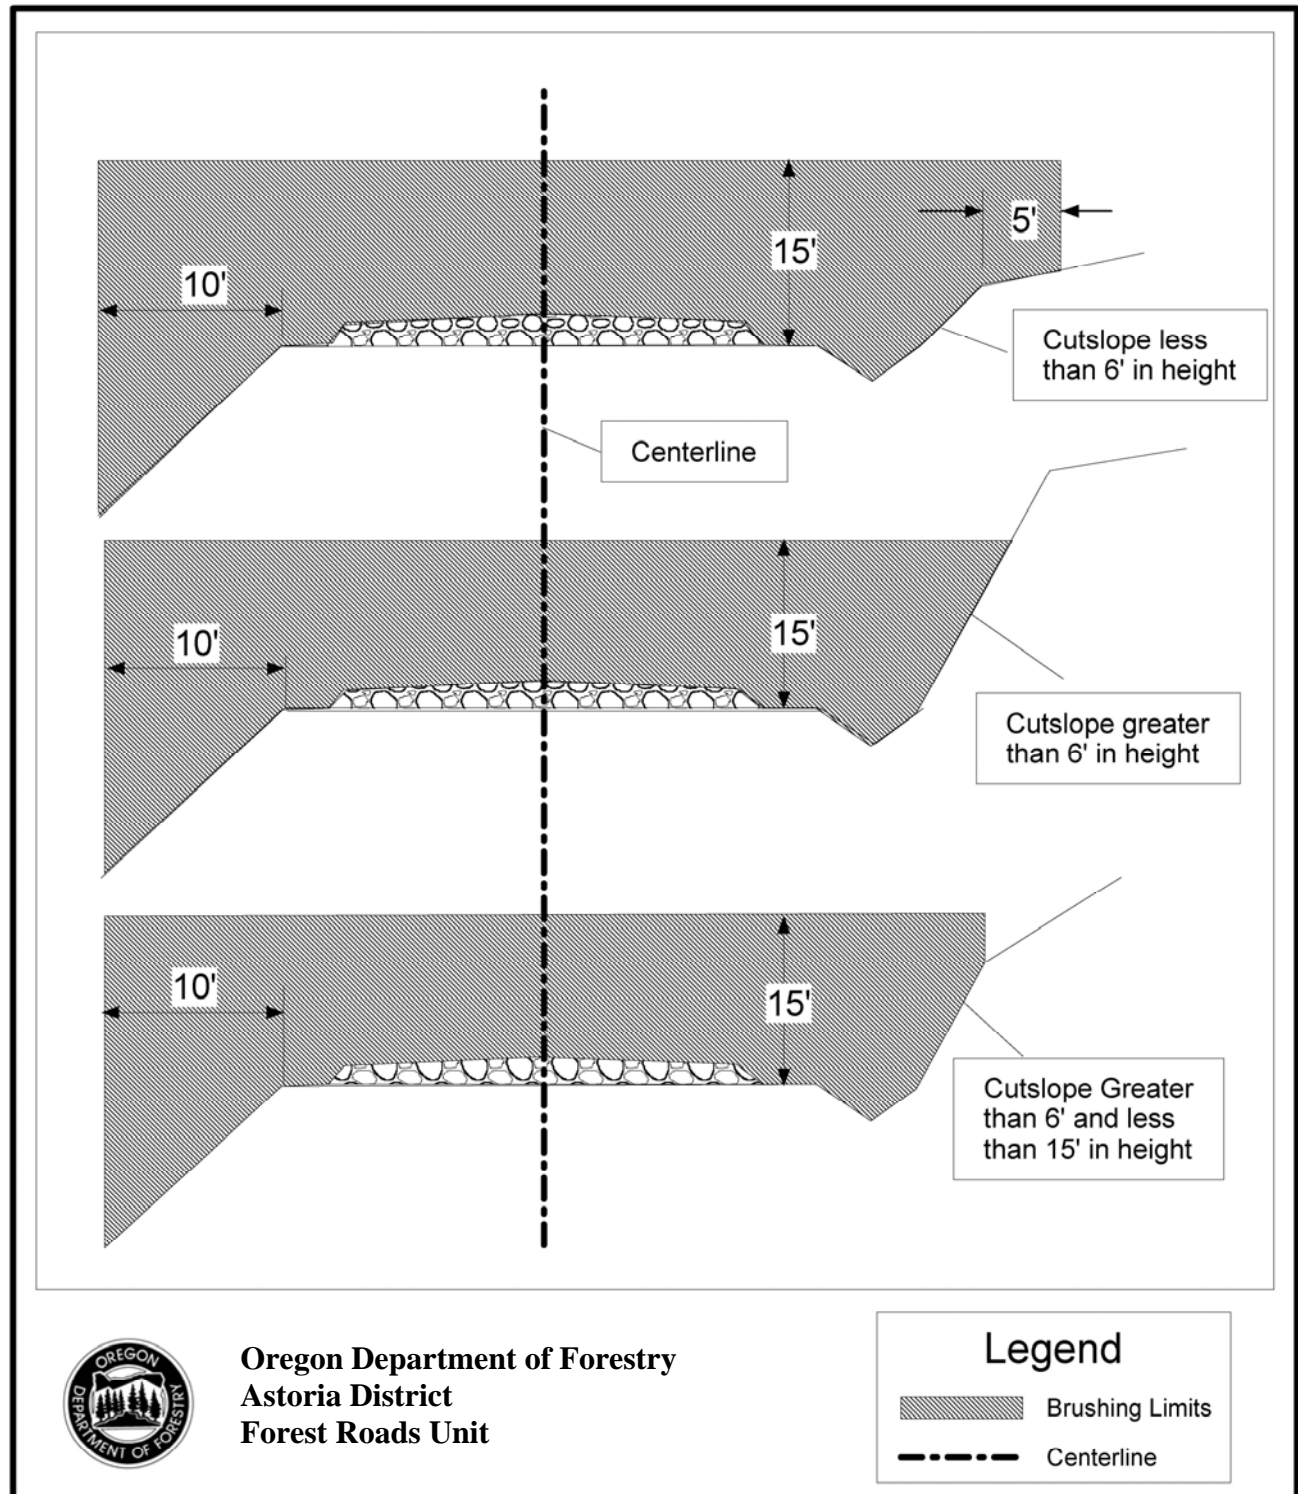 5'
15'
10'
Cutslope less
than 6' in height
Centerline
15'
10'
Cutslope greater
than 6' in height
10'
15'
Cutslope Greater
than 6' and less
than 15' in height
OREGON
DEPARTMENT OF FORESTRY
Oregon Department of Forestry
Astoria District
Forest Roads Unit
Legend
Brushing Limits
Centerline